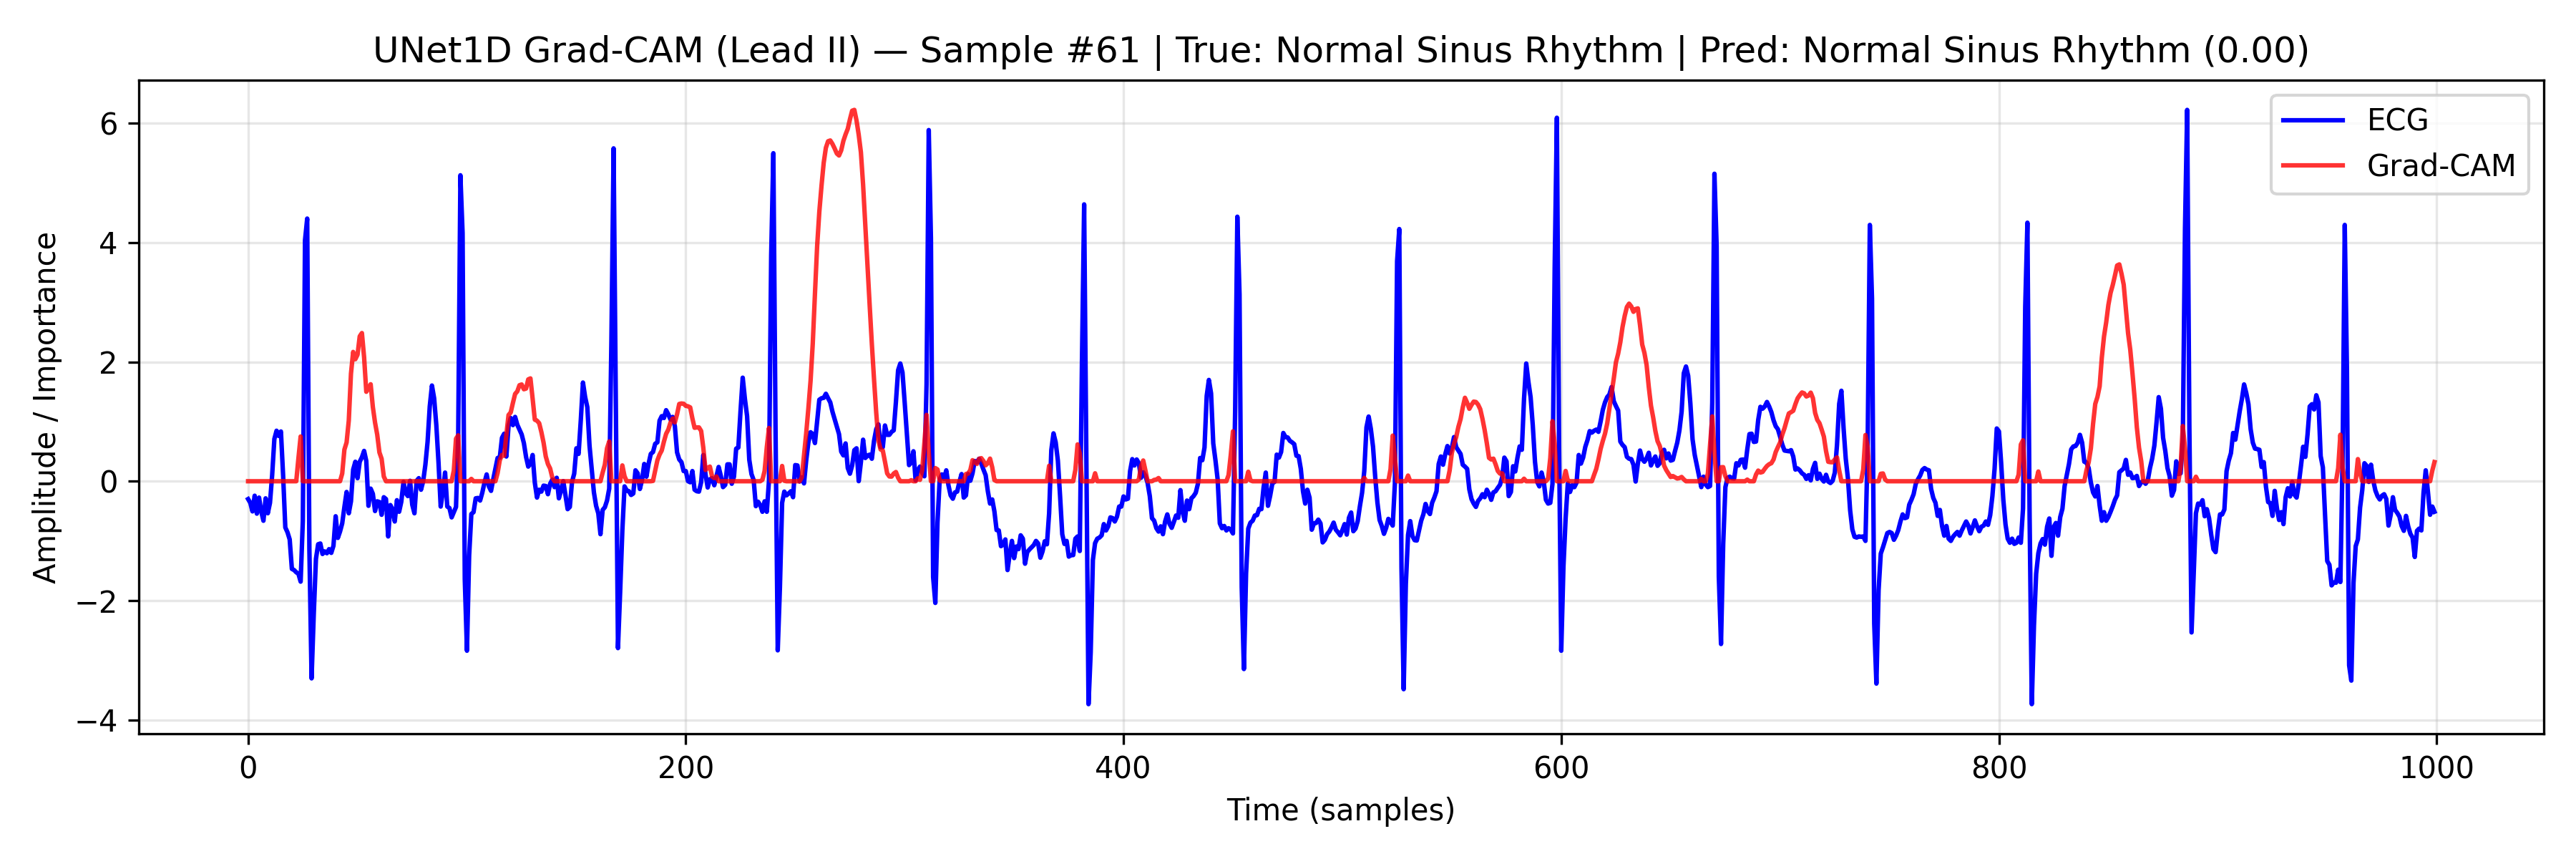 UNet1D Grad-CAM (Lead II) — Sample #61 | True: Normal Sinus Rhythm | Pred: Normal Sinus Rhythm (0.00)
ECG
Grad-CAM
Amplitude / Importance
6
4
2
0
−2
−4
0
200
400
600
800
1000
Time (samples)